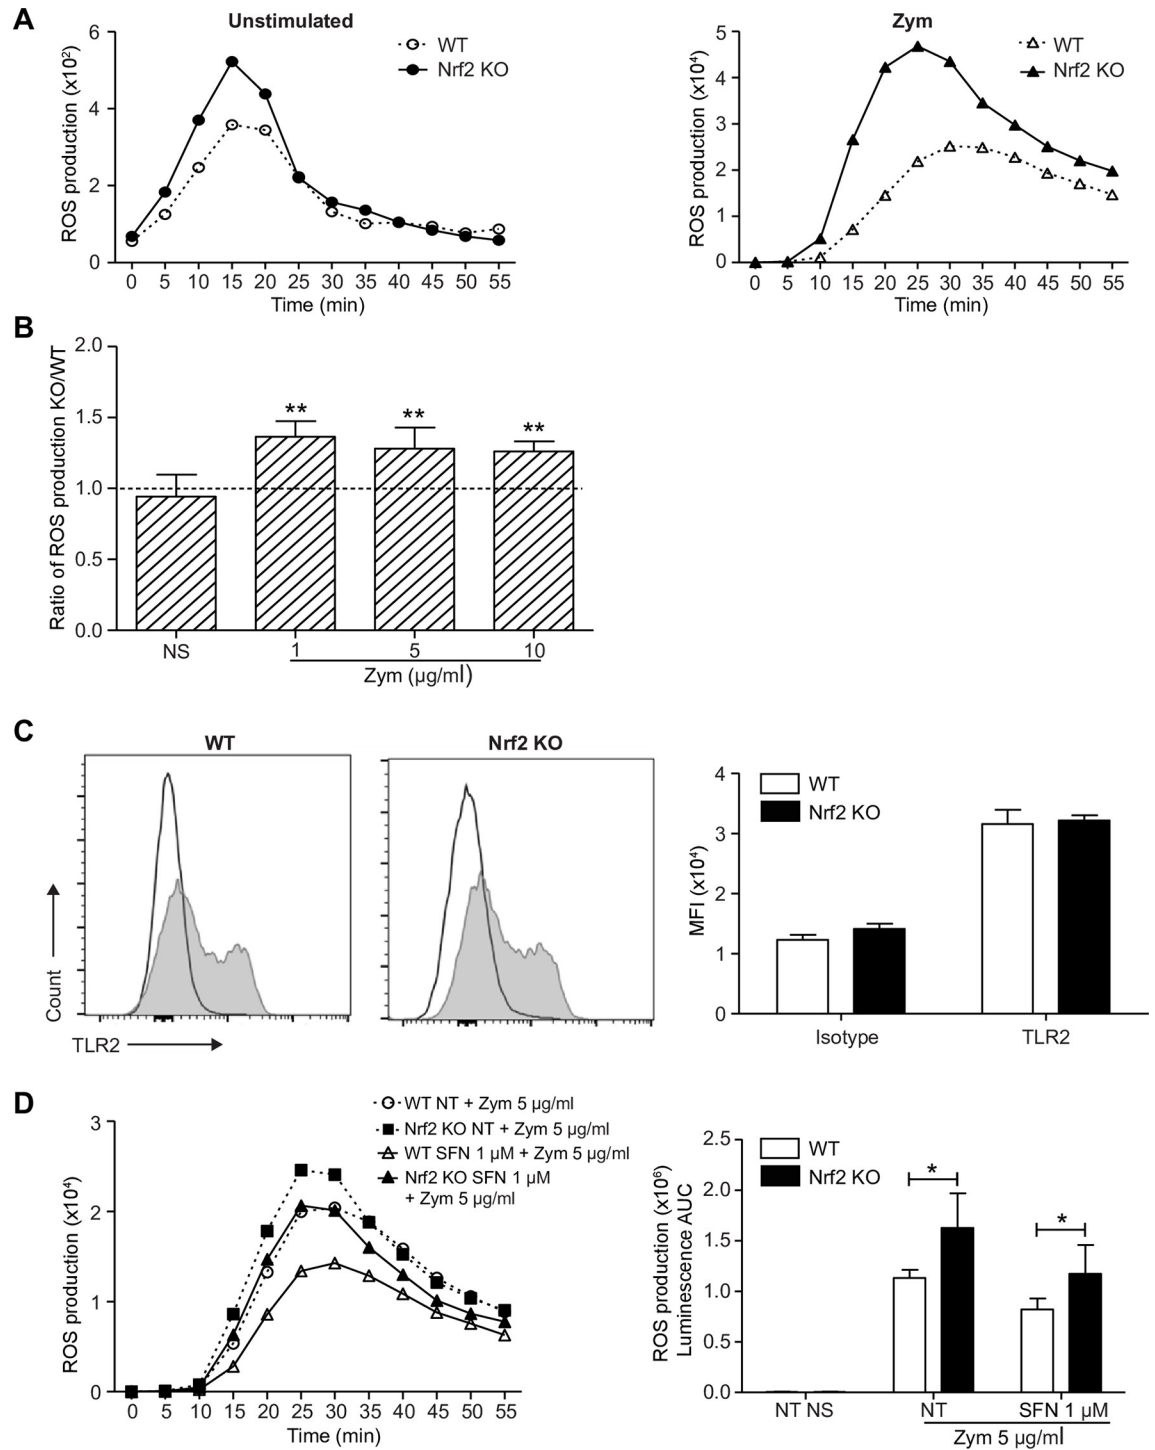 A
Unstimulated
WT
Nrf2 KO
ROS production (x10²)
6
4
2
0
0 5 10 15 20 25 30 35 40 45 50 55
Time (min)
Zym
WT
Nrf2 KO
ROS production (x10⁴)
5
4
3
2
1
0
0 5 10 15 20 25 30 35 40 45 50 55
Time (min)
B
Ratio of ROS production KO/WT
2.0
1.5
1.0
0.5
0.0
** ** **
NS 1 5 10
Zym (µg/ml)
C
WT
Nrf2 KO
Count
TLR2
WT
Nrf2 KO
MFI (x10⁴)
4
3
2
1
0
Isotype TLR2
D
WT NT + Zym 5 µg/ml
Nrf2 KO NT + Zym 5 µg/ml
WT SFN 1 µM + Zym 5 µg/ml
Nrf2 KO SFN 1 µM
+ Zym 5 µg/ml
ROS production (x10⁴)
3
2
1
0
0 5 10 15 20 25 30 35 40 45 50 55
Time (min)
WT
Nrf2 KO
ROS production (x10⁶)
Luminescence AUC
2.5
2.0
1.5
1.0
0.5
0.0
* *
NT NS NT SFN 1 µM
Zym 5 µg/ml